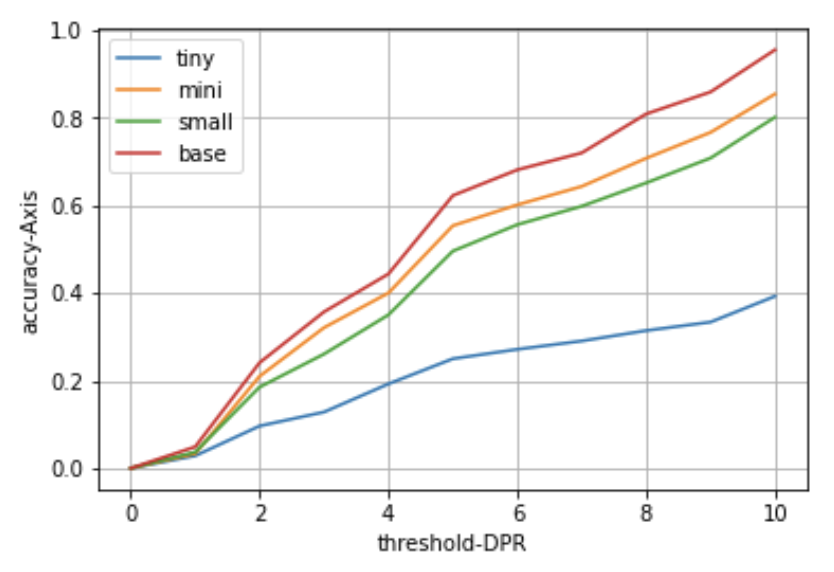 1.0
0.8
0.6
0.4
0.2
0.0
accuracy-Axis
tiny
mini
small
base
0 2 4 6 8 10
threshold-DPR